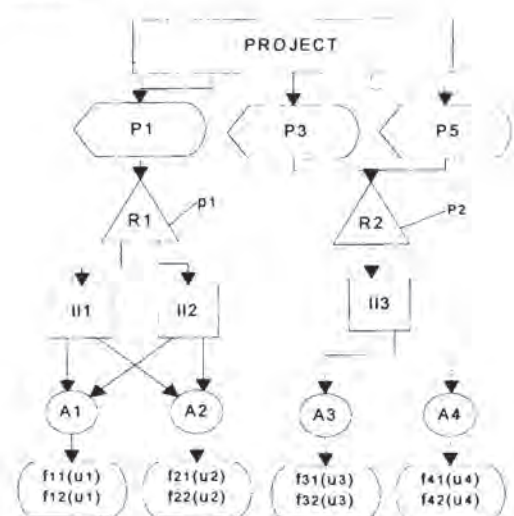 PROJECT
P1 P3 P5
R1 p1 R2 P2
II1 II2 II3
A1 A2 A3 A4
f11(u1) f21(u2) f31(u3) f41(u4)
f12(u1) f22(u2) f32(u3) f42(u4)